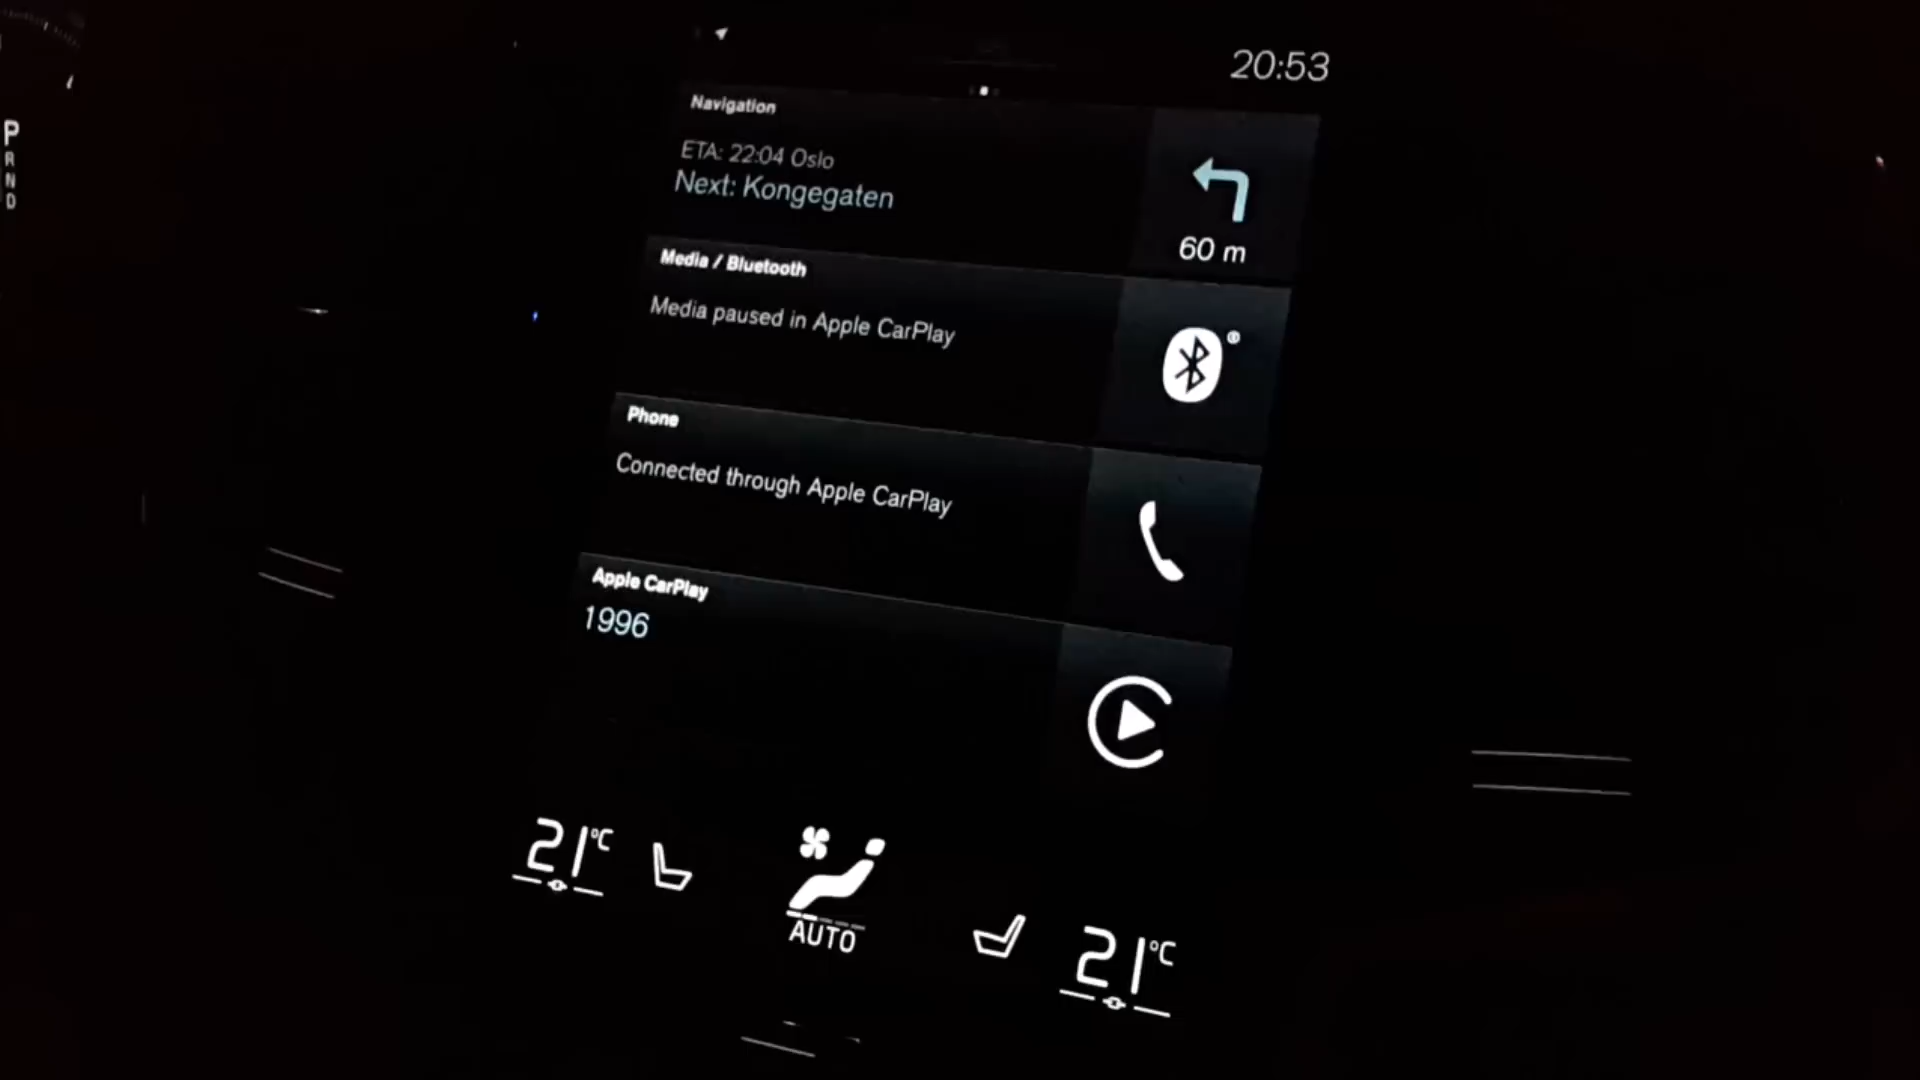 20:53
Navigation
ETA: 22:04 Oslo
Next: Kongegaten
60 m
Media / Bluetooth
Media paused in Apple CarPlay
Phone
Connected through Apple CarPlay
Apple CarPlay
1996
21°C
AUTO
21°C
P
R
N
D